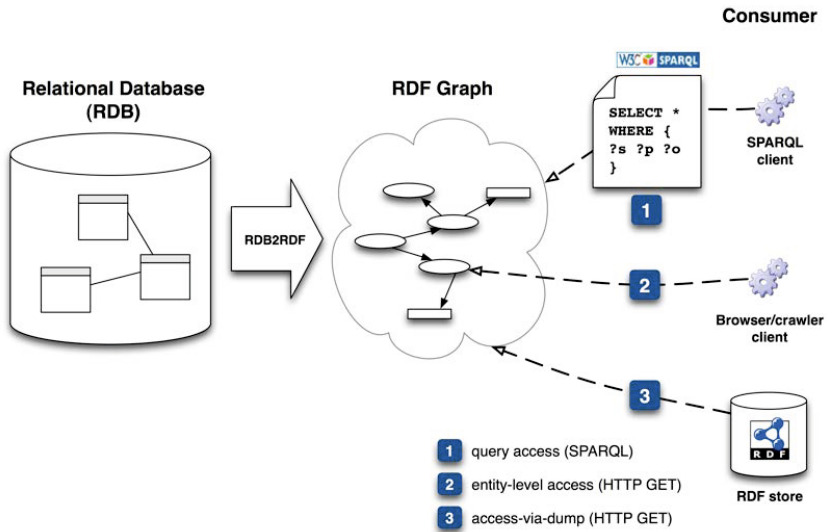 Consumer
Relational Database
(RDB)
RDF Graph
W3C SPARQL
SELECT *
WHERE {
?s ?p ?o
}
SPARQL
client
1
RDB2RDF
2
Browser/crawler
client
3
RDF
RDF store
1 query access (SPARQL)
2 entity-level access (HTTP GET)
3 access-via-dump (HTTP GET)